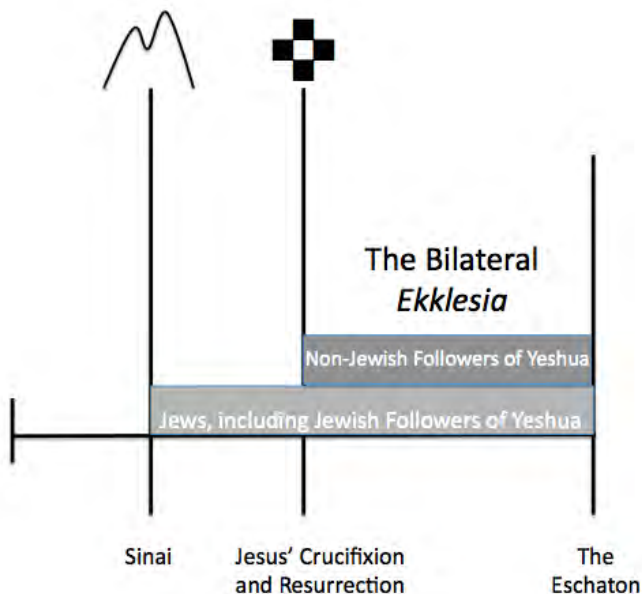 The Bilateral
Ekklesia
Non-Jewish Followers of Yeshua
Jews, including Jewish Followers of Yeshua
Sinai
Jesus’ Crucifixion
and Resurrection
The
Eschaton